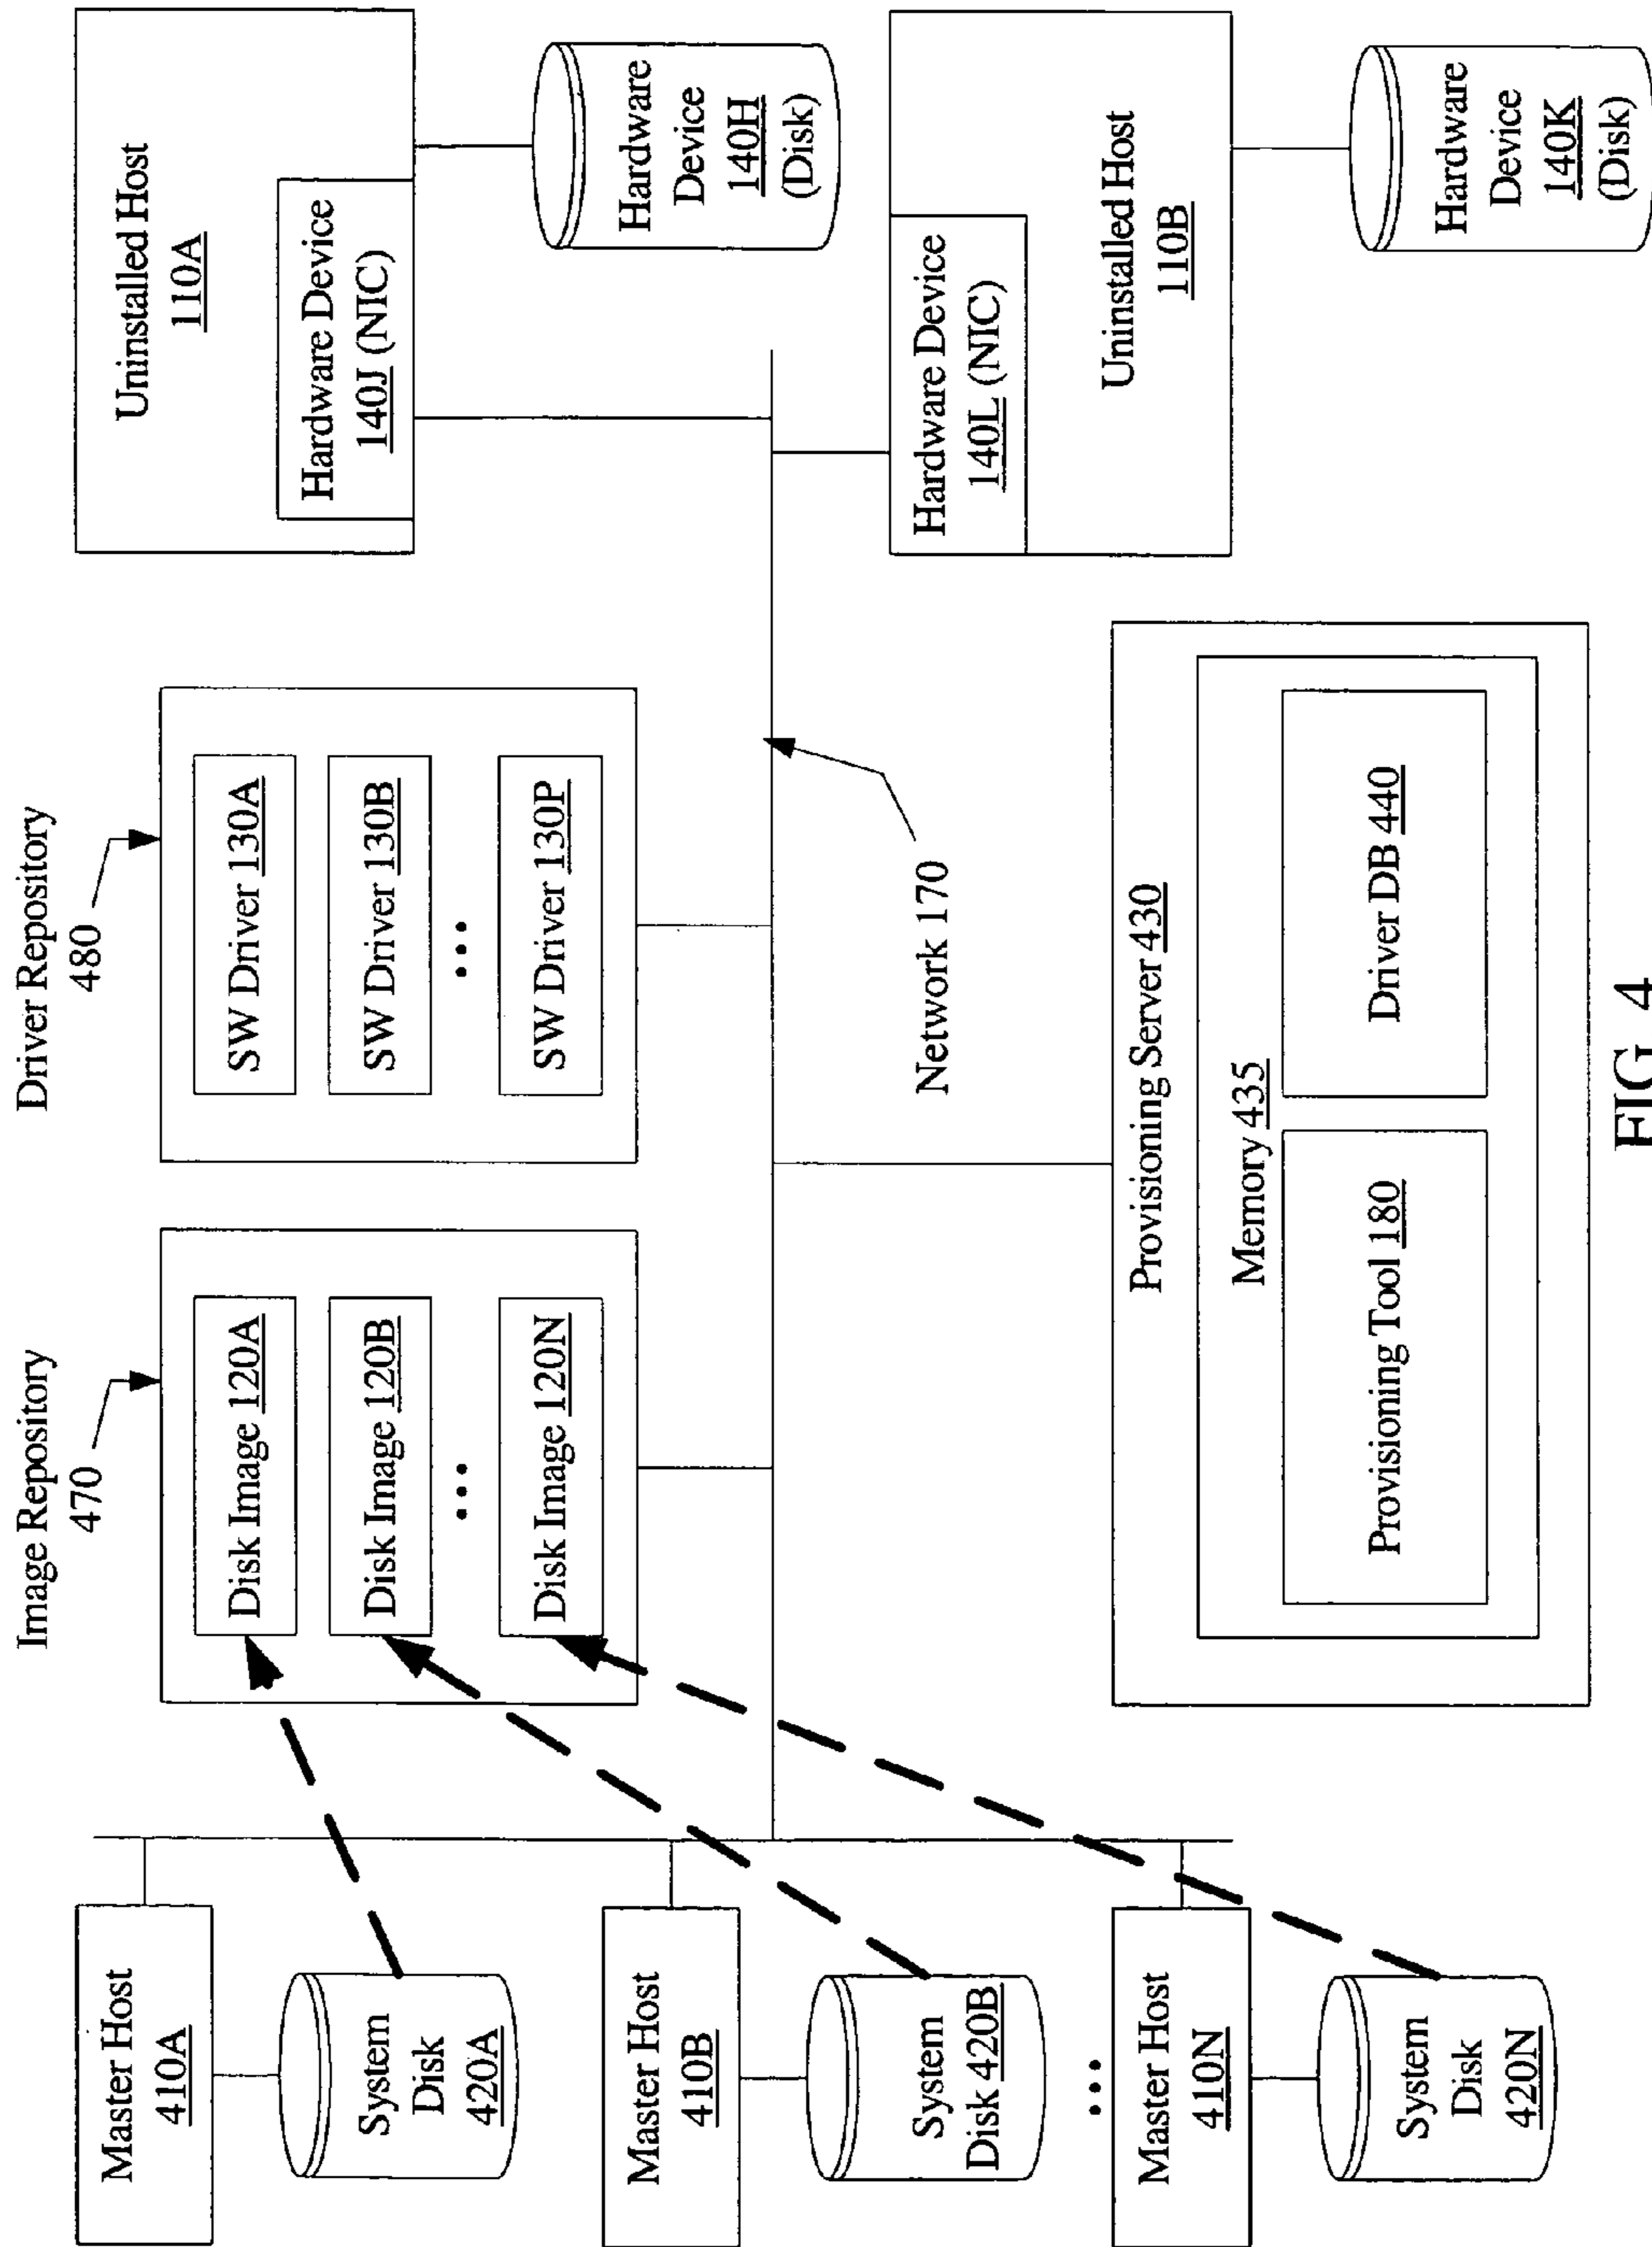 Image Repository
470
Driver Repository
480
Master Host
410A
System
Disk
420A
Master Host
410B
System
Disk 420B
•••
Master Host
410N
System
Disk
420N
Disk Image 120A
Disk Image 120B
•••
Disk Image 120N
SW Driver 130A
SW Driver 130B
•••
SW Driver 130P
Uninstalled Host
110A
Hardware Device
140J (NIC)
Hardware
Device
140H
(Disk)
Network 170
Hardware Device
140L (NIC)
Uninstalled Host
110B
Hardware
Device
140K
(Disk)
Provisioning Server 430
Memory 435
Provisioning Tool 180
Driver DB 440
FIG. 4